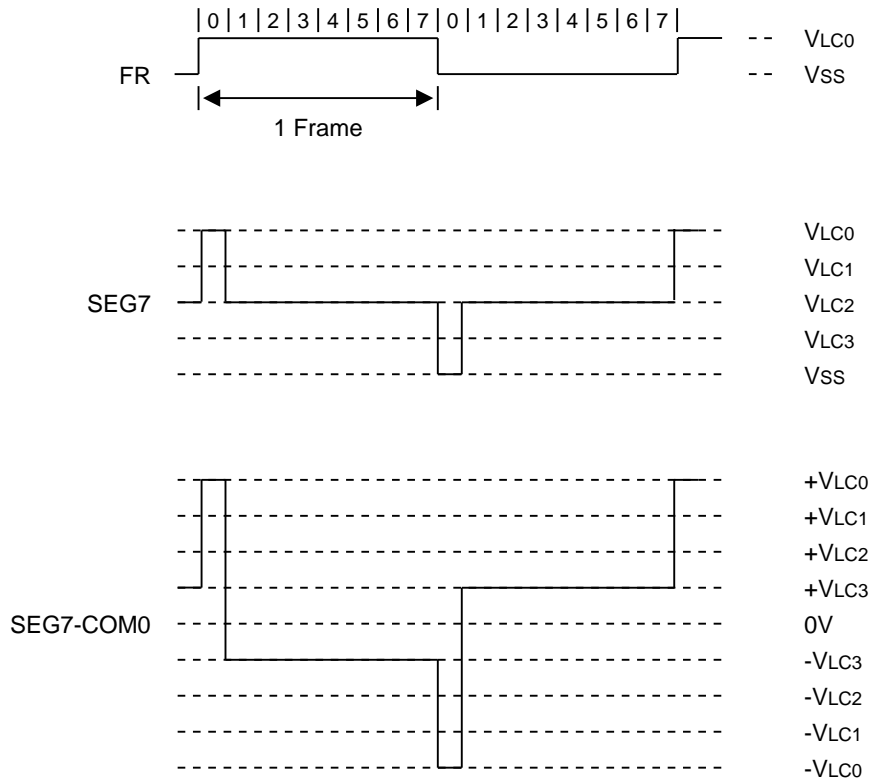 |0|1|2|3|4|5|6|7|0|1|2|3|4|5|6|7|
VLC0
FR
VSS
1 Frame
VLC0
VLC1
SEG7
VLC2
VLC3
VSS
+VLC0
+VLC1
+VLC2
+VLC3
SEG7-COM0
0V
-VLC3
-VLC2
-VLC1
-VLC0